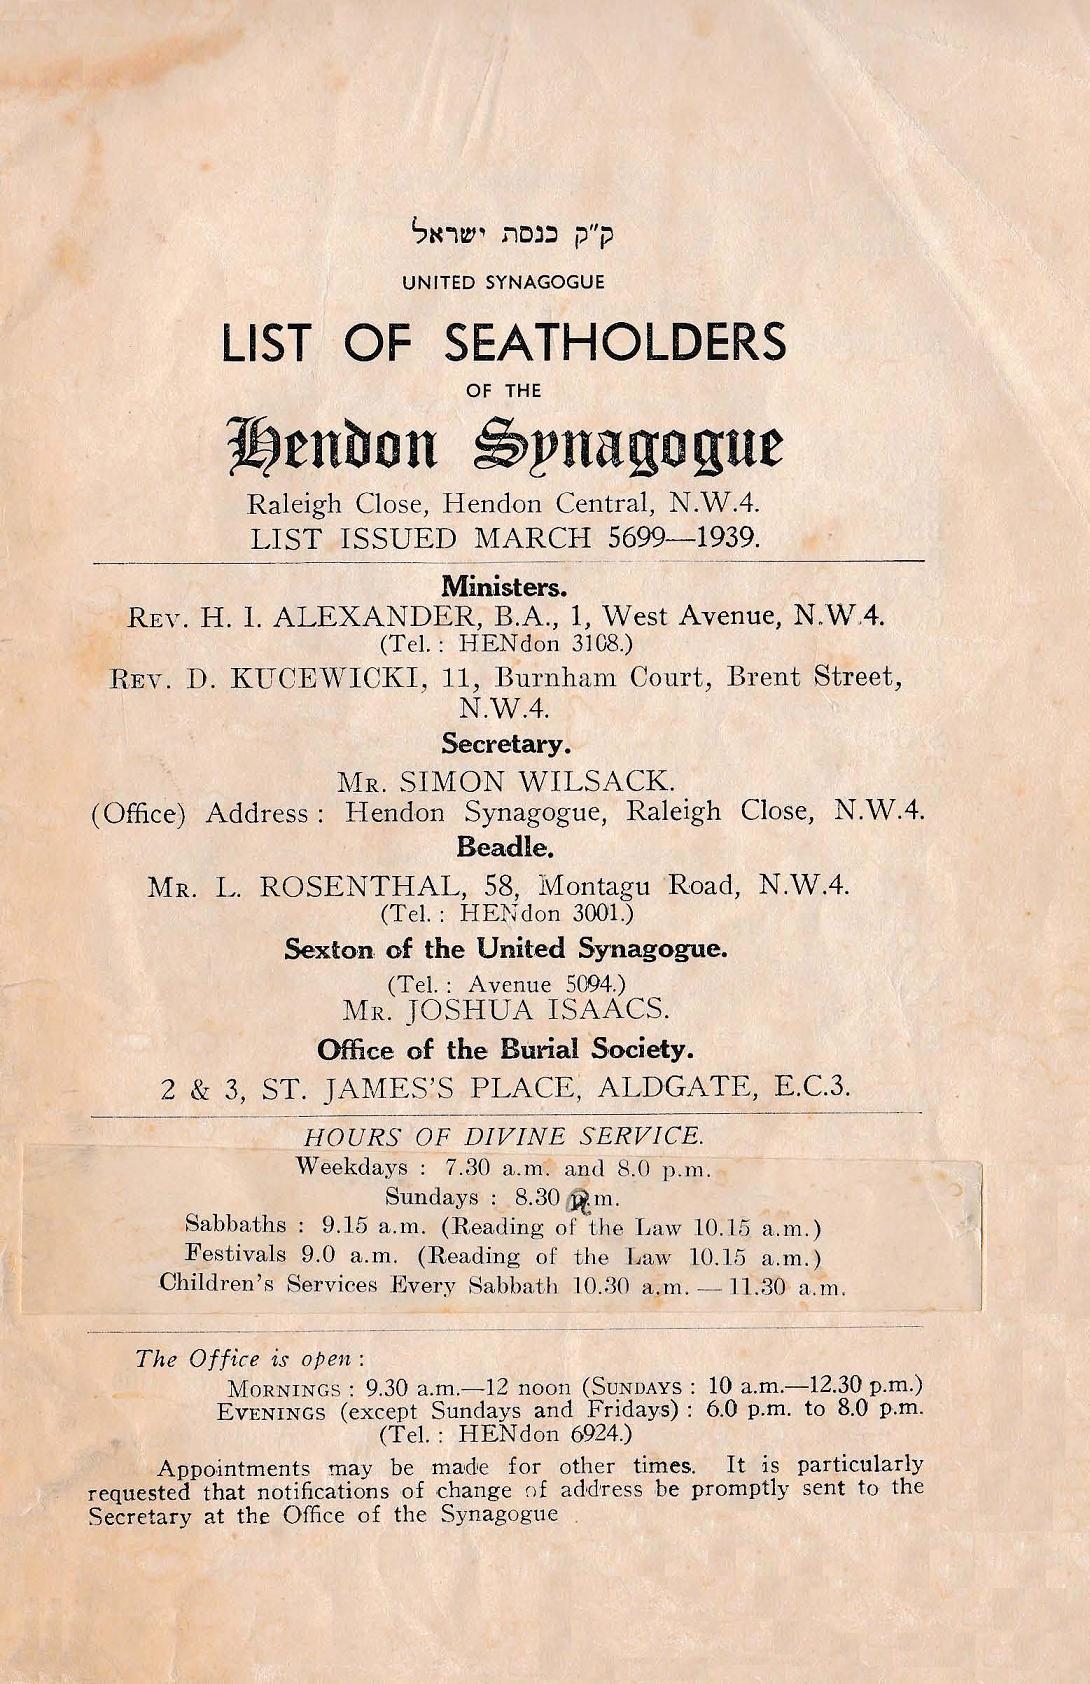 ק"ק כנסת ישראל
UNITED SYNAGOGUE
LIST OF SEATHOLDERS
OF THE
Hendon Synagogue
Raleigh Close, Hendon Central, N.W.4.
LIST ISSUED MARCH 5699—1939.
Ministers.
REV. H. I. ALEXANDER, B.A., 1, West Avenue, N.W.4.
(Tel. : HENdon 3108.)
REV. D. KUCEWICKI, 11, Burnham Court, Brent Street,
N.W.4.
Secretary.
MR. SIMON WILSACK.
(Office) Address : Hendon Synagogue, Raleigh Close, N.W.4.
Beadle.
MR. L. ROSENTHAL, 58, Montagu Road, N.W.4.
(Tel. : HENdon 3001.)
Sexton of the United Synagogue.
(Tel. : Avenue 5094.)
MR. JOSHUA ISAACS.
Office of the Burial Society.
2 & 3, ST. JAMES'S PLACE, ALDGATE, E.C.3.
HOURS OF DIVINE SERVICE.
Weekdays : 7.30 a.m. and 8.0 p.m.
Sundays : 8.30 a.m.
Sabbaths : 9.15 a.m. (Reading of the Law 10.15 a.m.)
Festivals 9.0 a.m. (Reading of the Law 10.15 a.m.)
Children's Services Every Sabbath 10.30 a.m. — 11.30 a.m.
The Office is open :
MORNINGS : 9.30 a.m.—12 noon (SUNDAYS : 10 a.m.—12.30 p.m.)
EVENINGS (except Sundays and Fridays) : 6.0 p.m. to 8.0 p.m.
(Tel. : HENdon 6924.)
Appointments may be made for other times. It is particularly
requested that notifications of change of address be promptly sent to the
Secretary at the Office of the Synagogue .